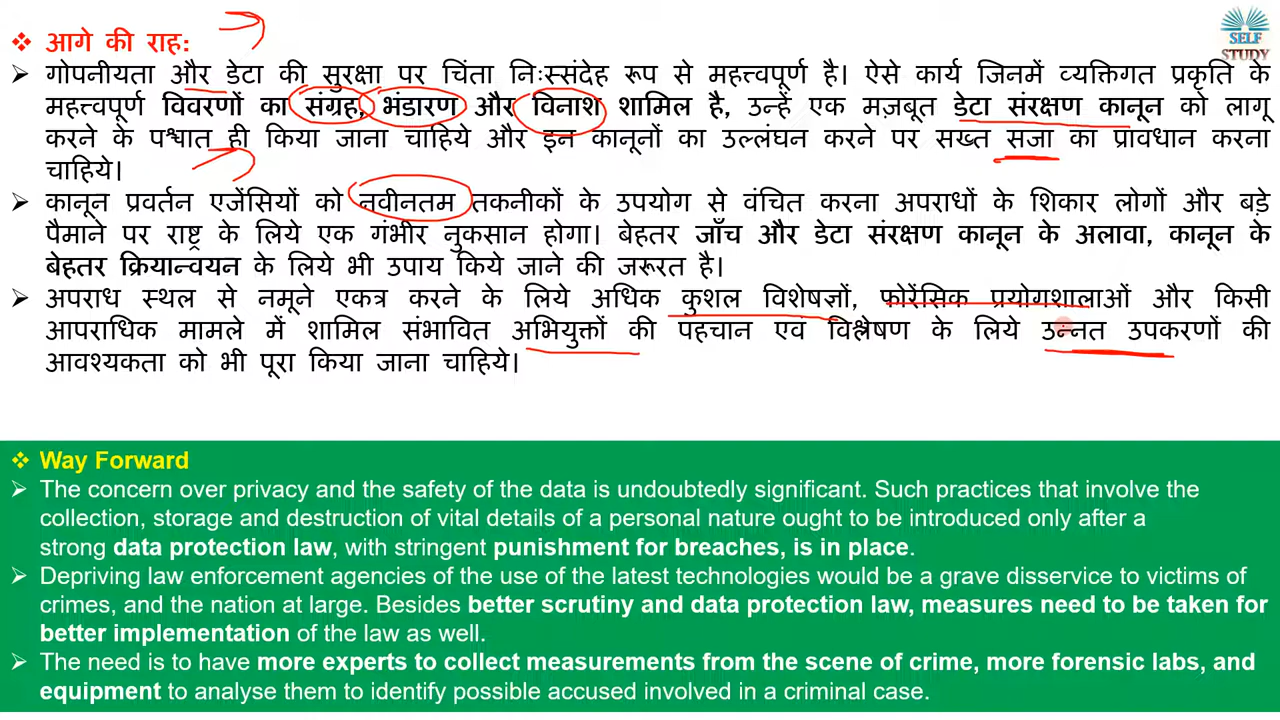 SELF
STUDY
❖ आगे की राह:
➢ गोपनीयता और डेटा की सुरक्षा पर चिंता निःस्संदेह रूप से महत्त्वपूर्ण है। ऐसे कार्य जिनमें व्यक्तिगत प्रकृति के
महत्त्वपूर्ण विवरणों का संग्रह, भंडारण और विनाश शामिल है, उन्हें एक मज़बूत डेटा संरक्षण कानून को लागू
करने के पश्चात ही किया जाना चाहिये और इन कानूनों का उल्लंघन करने पर सख्त सजा का प्रावधान करना
चाहिये।
➢ कानून प्रवर्तन एजेंसियों को नवीनतम तकनीकों के उपयोग से वंचित करना अपराधों के शिकार लोगों और बड़े
पैमाने पर राष्ट्र के लिये एक गंभीर नुकसान होगा। बेहतर जाँच और डेटा संरक्षण कानून के अलावा, कानून के
बेहतर क्रियान्वयन के लिये भी उपाय किये जाने की जरूरत है।
➢ अपराध स्थल से नमूने एकत्र करने के लिये अधिक कुशल विशेषज्ञों, फोरेंसिक प्रयोगशालाओं और किसी
आपराधिक मामले में शामिल संभावित अभियुक्तों की पहचान एवं विश्लेषण के लिये उन्नत उपकरणों की
आवश्यकता को भी पूरा किया जाना चाहिये।
❖ Way Forward
➢ The concern over privacy and the safety of the data is undoubtedly significant. Such practices that involve the
collection, storage and destruction of vital details of a personal nature ought to be introduced only after a
strong data protection law, with stringent punishment for breaches, is in place.
➢ Depriving law enforcement agencies of the use of the latest technologies would be a grave disservice to victims of
crimes, and the nation at large. Besides better scrutiny and data protection law, measures need to be taken for
better implementation of the law as well.
➢ The need is to have more experts to collect measurements from the scene of crime, more forensic labs, and
equipment to analyse them to identify possible accused involved in a criminal case.